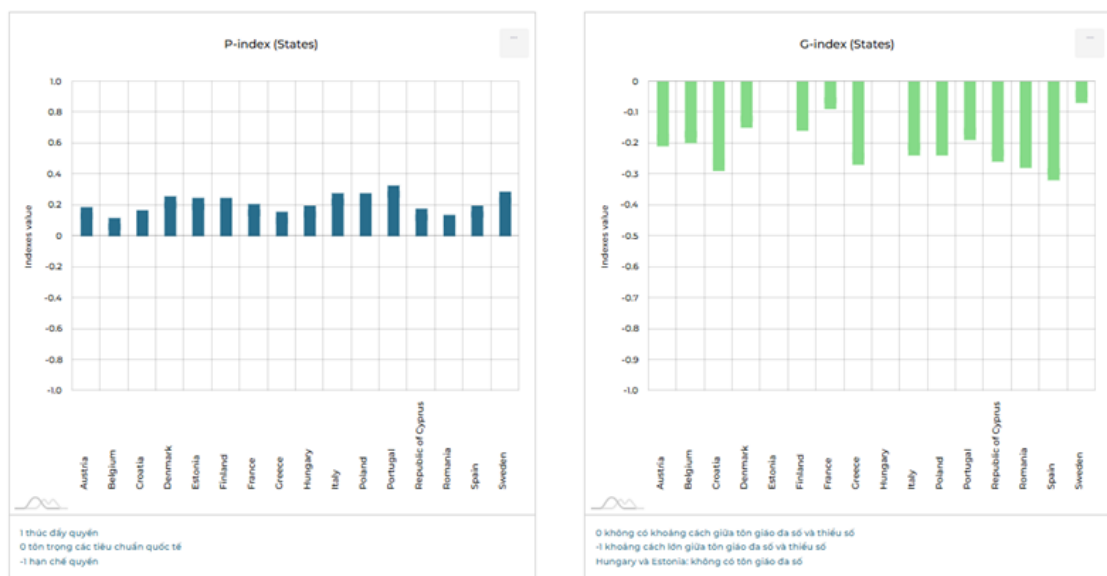 P-index (States)
1.0
0.8
0.6
0.4
0.2
0
-0.2
-0.4
-0.6
-0.8
-1.0
Indexes value
Austria
Belgium
Croatia
Denmark
Estonia
Finland
France
Greece
Hungary
Italy
Poland
Portugal
Republic of Cyprus
Romania
Spain
Sweden
1 thúc đẩy quyền
0 tôn trọng các tiêu chuẩn quốc tế
-1 hạn chế quyền
G-index (States)
0
-0.1
-0.2
-0.3
-0.4
-0.5
-0.6
-0.7
-0.8
-0.9
-1.0
Indexes value
Austria
Belgium
Croatia
Denmark
Estonia
Finland
France
Greece
Hungary
Italy
Poland
Portugal
Republic of Cyprus
Romania
Spain
Sweden
0 không có khoảng cách giữa tôn giáo đa số và thiểu số
-1 khoảng cách lớn giữa tôn giáo đa số và thiểu số
Hungary và Estonia: không có tôn giáo đa số